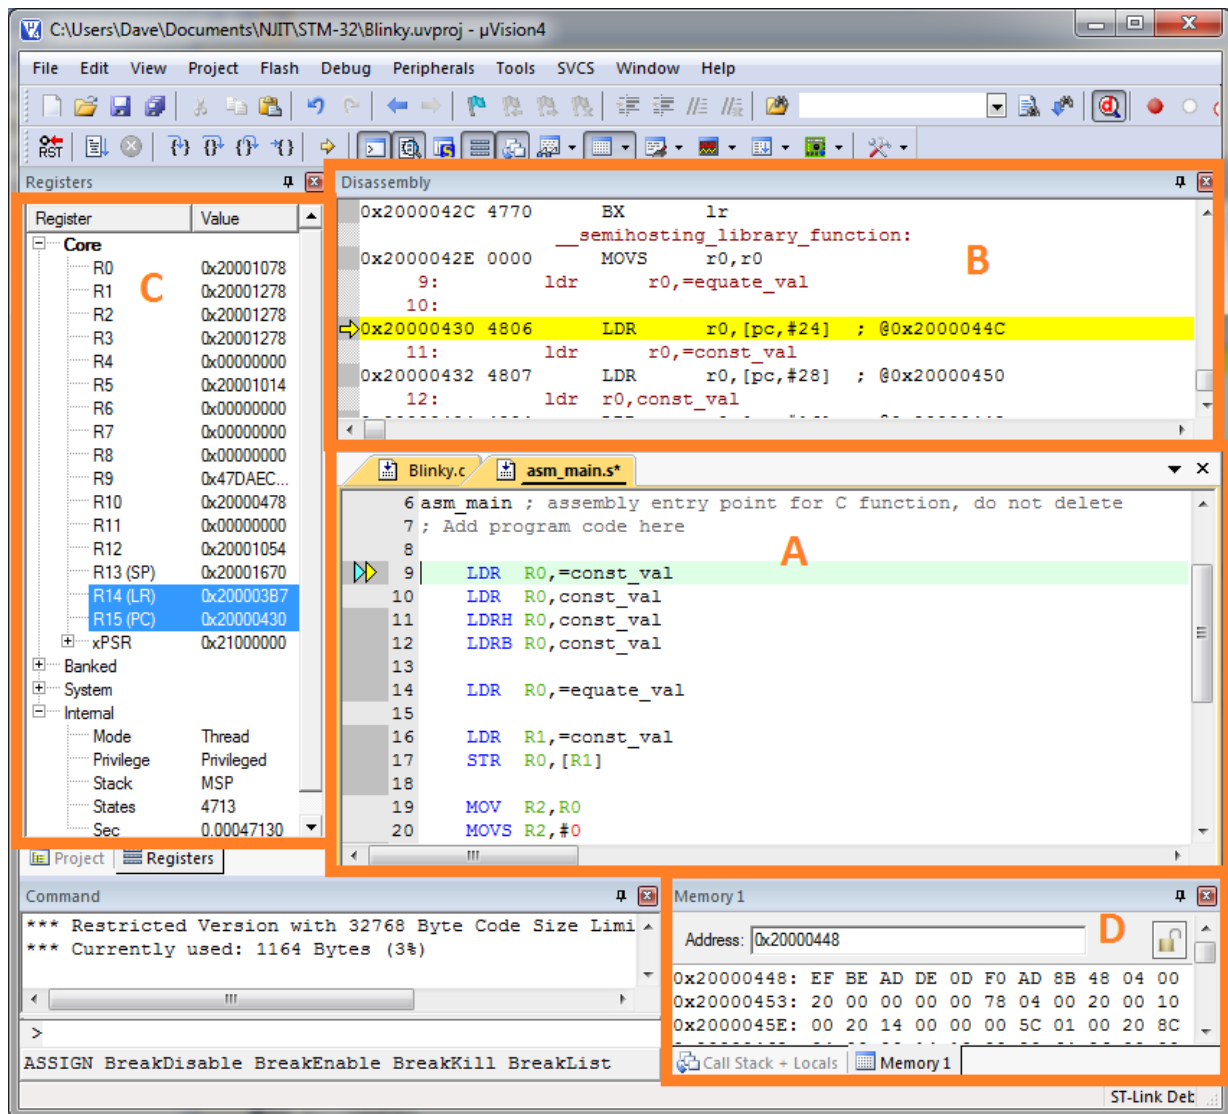 C:\Users\Dave\Documents\NJIT\STM-32\Blinky.uvproj - µVision4
File Edit View Project Flash Debug Peripherals Tools SVCS Window Help
RST
Registers
Register Value
Core
R0 0x20001078
R1 0x20001278
R2 0x20001278
R3 0x20001278
R4 0x00000000
R5 0x20001014
R6 0x00000000
R7 0x00000000
R8 0x00000000
R9 0x47DAEC...
R10 0x20000478
R11 0x00000000
R12 0x20001054
R13 (SP) 0x20001670
R14 (LR) 0x200003B7
R15 (PC) 0x20000430
xPSR 0x21000000
Banked
System
Internal
Mode Thread
Privilege Privileged
Stack MSP
States 4713
Sec 0.00047130
C
Project Registers
Disassembly
0x2000042C 4770 BX lr
__semihosting_library_function:
0x2000042E 0000 MOVS r0,r0
9: ldr r0,=equate_val
10:
0x20000430 4806 LDR r0,[pc,#24] ; @0x2000044C
11: ldr r0,=const_val
0x20000432 4807 LDR r0,[pc,#28] ; @0x20000450
12: ldr r0,const_val
B
Blinky.c asm_main.s*
6 asm_main ; assembly entry point for C function, do not delete
7 ; Add program code here
8
9 LDR R0,=const_val
10 LDR R0,const_val
11 LDRH R0,const_val
12 LDRB R0,const_val
13
14 LDR R0,=equate_val
15
16 LDR R1,=const_val
17 STR R0,[R1]
18
19 MOV R2,R0
20 MOVS R2,#0
A
Command
*** Restricted Version with 32768 Byte Code Size Limi
*** Currently used: 1164 Bytes (3%)
>
ASSIGN BreakDisable BreakEnable BreakKill BreakList
Memory 1
D
Address: 0x20000448
0x20000448: EF BE AD DE 0D F0 AD 8B 48 04 00
0x20000453: 20 00 00 00 00 78 04 00 20 00 10
0x2000045E: 00 20 14 00 00 00 5C 01 00 20 8C
Call Stack + Locals Memory 1
ST-Link Deb